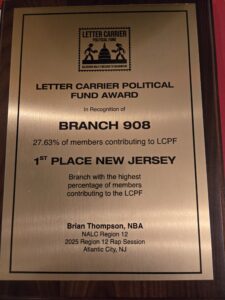 LETTER CARRIER
POLITICAL FUND
LETTER CARRIER POLITICAL
FUND AWARD
In Recognition of
BRANCH 908
27.63% of members contributing to LCPF
1ST PLACE NEW JERSEY
Branch with the highest
percentage of members
contributing to the LCPF
Brian Thompson, NBA
NALC Region 12
2025 Region 12 Rap Session
Atlantic City, NJ